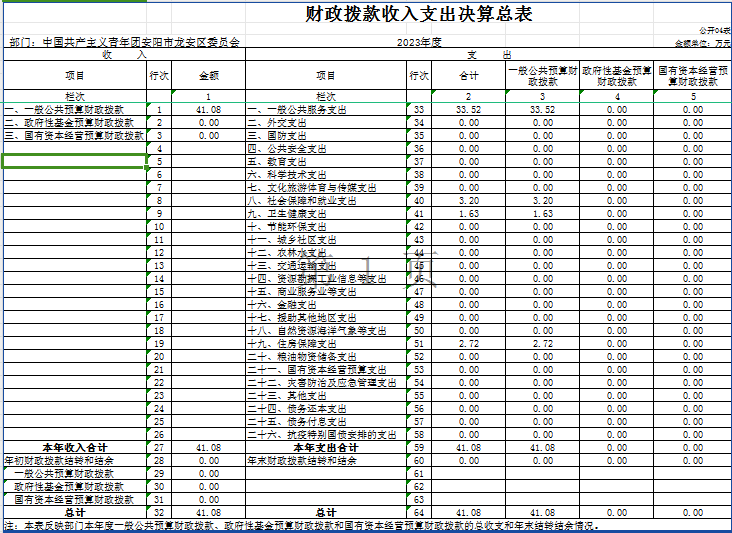 财政拨款收入支出决算总表
公开04表
部门：中国共产主义青年团安阳市龙安区委员会 2023年度 金额单位：万元
收 入 支 出
项目 行次 金额 项目 行次 合计 一般公共预算财政拨款 政府性基金预算财政拨款 国有资本经营预算财政拨款
栏次 1 栏次 2 3 4 5
一、一般公共预算财政拨款 1 41.08 一、一般公共服务支出 33 33.52 33.52 0.00 0.00
二、政府性基金预算财政拨款 2 0.00 二、外交支出 34 0.00 0.00 0.00 0.00
三、国有资本经营预算财政拨款 3 0.00 三、国防支出 35 0.00 0.00 0.00 0.00
4 四、公共安全支出 36 0.00 0.00 0.00 0.00
5 五、教育支出 37 0.00 0.00 0.00 0.00
6 六、科学技术支出 38 0.00 0.00 0.00 0.00
7 七、文化旅游体育与传媒支出 39 0.00 0.00 0.00 0.00
8 八、社会保障和就业支出 40 3.20 3.20 0.00 0.00
9 九、卫生健康支出 41 1.63 1.63 0.00 0.00
10 十、节能环保支出 42 0.00 0.00 0.00 0.00
11 十一、城乡社区支出 43 0.00 0.00 0.00 0.00
12 十二、农林水支出 44 0.00 0.00 0.00 0.00
13 十三、交通运输支出 45 0.00 0.00 0.00 0.00
14 十四、资源勘探工业信息等支出 46 0.00 0.00 0.00 0.00
15 十五、商业服务业等支出 47 0.00 0.00 0.00 0.00
16 十六、金融支出 48 0.00 0.00 0.00 0.00
17 十七、援助其他地区支出 49 0.00 0.00 0.00 0.00
18 十八、自然资源海洋气象等支出 50 0.00 0.00 0.00 0.00
19 十九、住房保障支出 51 2.72 2.72 0.00 0.00
20 二十、粮油物资储备支出 52 0.00 0.00 0.00 0.00
21 二十一、国有资本经营预算支出 53 0.00 0.00 0.00 0.00
22 二十二、灾害防治及应急管理支出 54 0.00 0.00 0.00 0.00
23 二十三、其他支出 55 0.00 0.00 0.00 0.00
24 二十四、债务还本支出 56 0.00 0.00 0.00 0.00
25 二十五、债务付息支出 57 0.00 0.00 0.00 0.00
26 二十六、抗疫特别国债安排的支出 58 0.00 0.00 0.00 0.00
本年收入合计 27 41.08 本年支出合计 59 41.08 41.08 0.00 0.00
年初财政拨款结转和结余 28 0.00 年末财政拨款结转和结余 60 0.00 0.00 0.00 0.00
一般公共预算财政拨款 29 0.00 61
政府性基金预算财政拨款 30 0.00 62
国有资本经营预算财政拨款 31 0.00 63
总计 32 41.08 总计 64 41.08 41.08 0.00 0.00
注：本表反映部门本年度一般公共预算财政拨款、政府性基金预算财政拨款和国有资本经营预算财政拨款的总收支和年末结转结余情况。
第 1 页